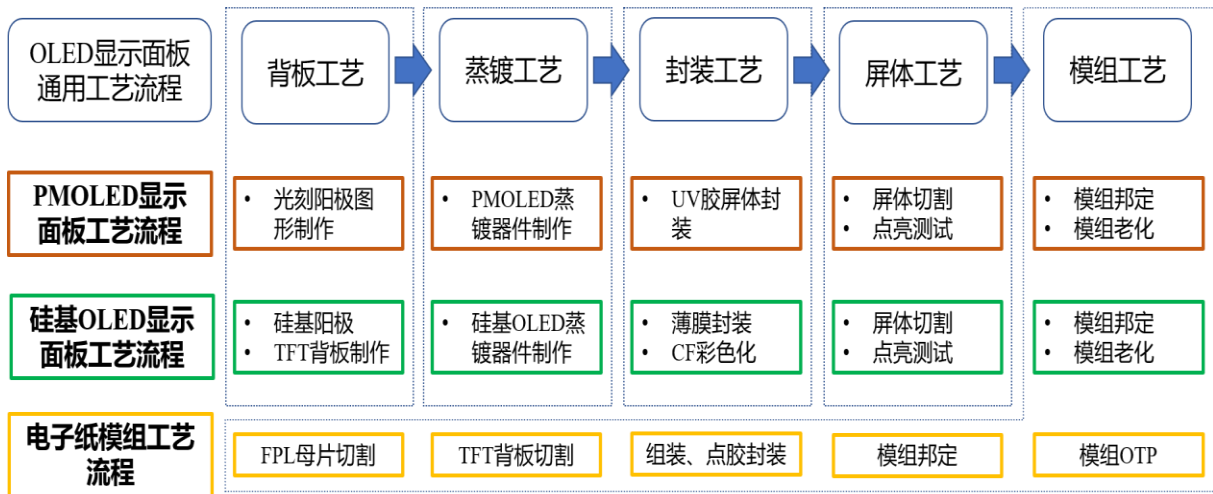 OLED显示面板
通用工艺流程
背板工艺
蒸镀工艺
封装工艺
屏体工艺
模组工艺
PMOLED显示
面板工艺流程
• 光刻阳极图
形制作
• PMOLED蒸
镀器件制作
• UV胶屏体封
装
• 屏体切割
• 点亮测试
• 模组邦定
• 模组老化
硅基OLED显示
面板工艺流程
• 硅基阳极
• TFT背板制作
• 硅基OLED蒸
镀器件制作
• 薄膜封装
• CF彩色化
• 屏体切割
• 点亮测试
• 模组邦定
• 模组老化
电子纸模组工艺
流程
FPL母片切割
TFT背板切割
组装、点胶封装
模组邦定
模组OTP